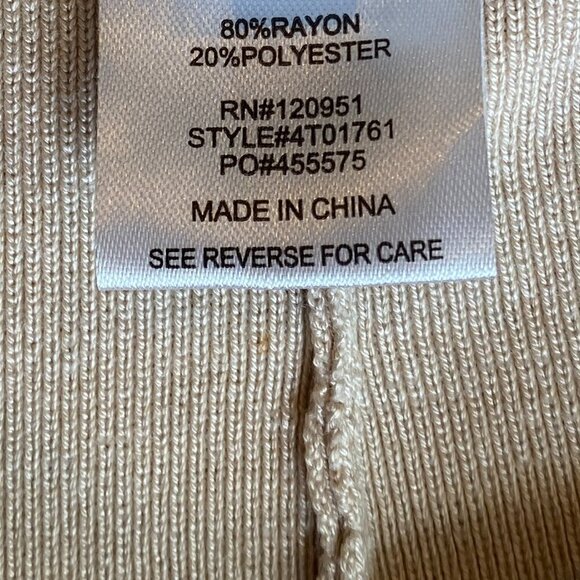 80%RAYON
20%POLYESTER
RN#120951
STYLE#4T01761
PO#455575
MADE IN CHINA
SEE REVERSE FOR CARE